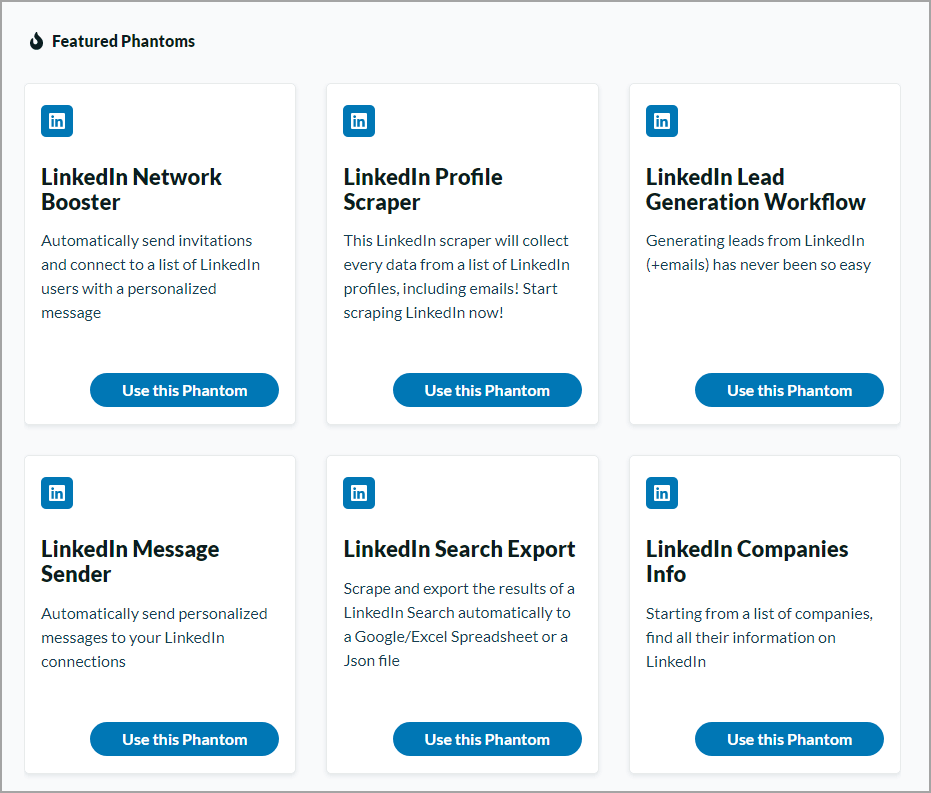 Featured Phantoms
in
LinkedIn Network
Booster
Automatically send invitations
and connect to a list of LinkedIn
users with a personalized
message
Use this Phantom
in
LinkedIn Profile
Scraper
This LinkedIn scraper will collect
every data from a list of LinkedIn
profiles, including emails! Start
scraping LinkedIn now!
Use this Phantom
in
LinkedIn Lead
Generation Workflow
Generating leads from LinkedIn
(+emails) has never been so easy
Use this Phantom
in
LinkedIn Message
Sender
Automatically send personalized
messages to your LinkedIn
connections
Use this Phantom
in
LinkedIn Search Export
Scrape and export the results of a
LinkedIn Search automatically to
a Google/Excel Spreadsheet or a
Json file
Use this Phantom
in
LinkedIn Companies
Info
Starting from a list of companies,
find all their information on
LinkedIn
Use this Phantom